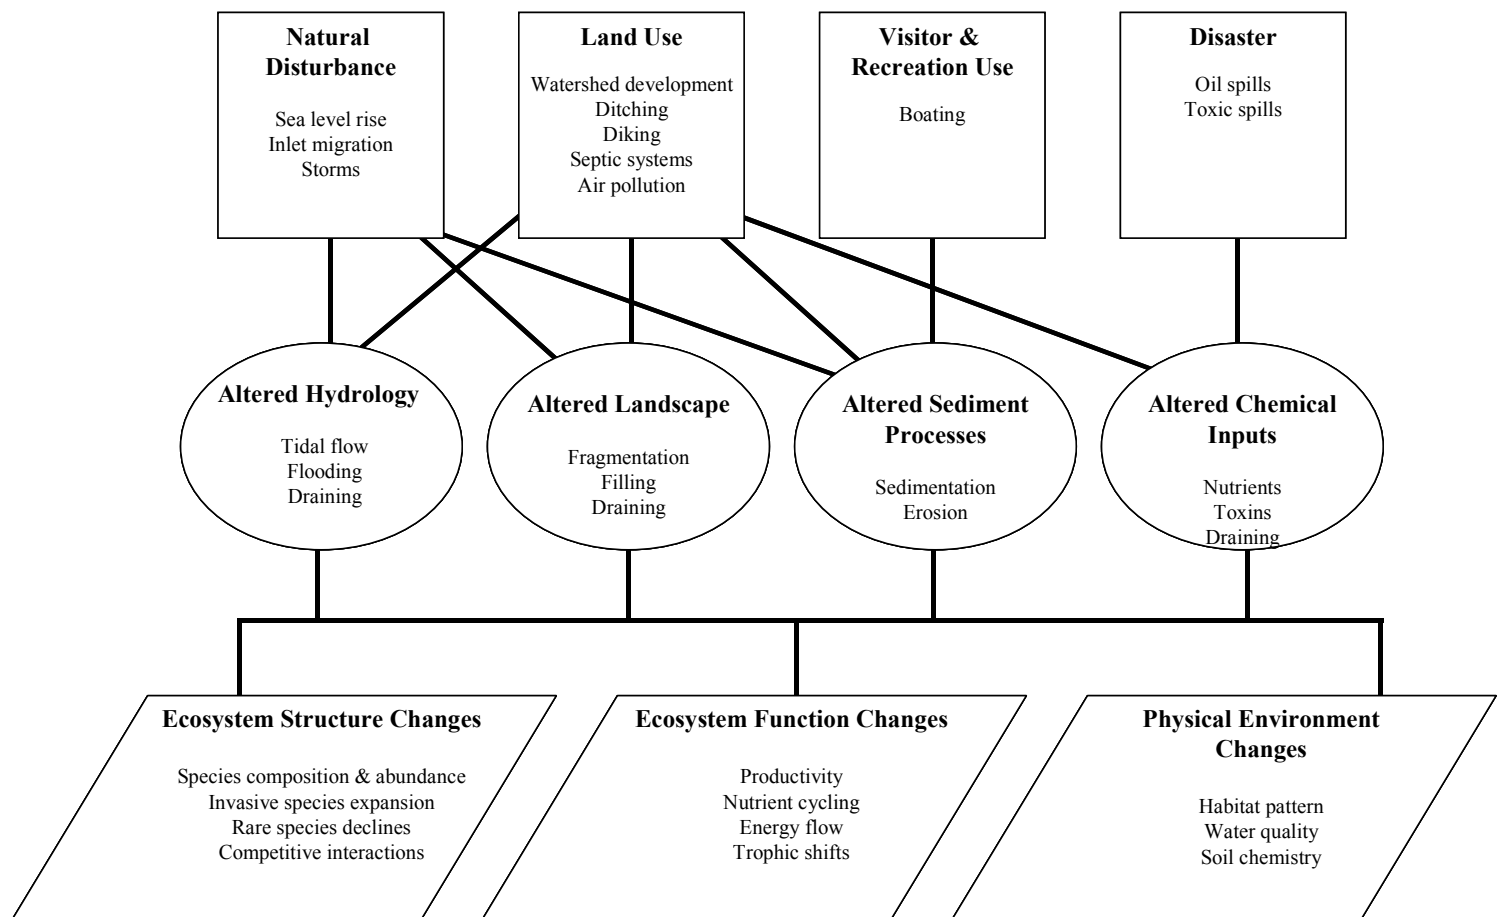 Natural
Disturbance
Sea level rise
Inlet migration
Storms
Land Use
Watershed development
Ditching
Diking
Septic systems
Air pollution
Visitor &
Recreation Use
Boating
Disaster
Oil spills
Toxic spills
Altered Hydrology
Tidal flow
Flooding
Draining
Altered Landscape
Fragmentation
Filling
Draining
Altered Sediment
Processes
Sedimentation
Erosion
Altered Chemical
Inputs
Nutrients
Toxins
Draining
Ecosystem Structure Changes
Species composition & abundance
Invasive species expansion
Rare species declines
Competitive interactions
Ecosystem Function Changes
Productivity
Nutrient cycling
Energy flow
Trophic shifts
Physical Environment
Changes
Habitat pattern
Water quality
Soil chemistry